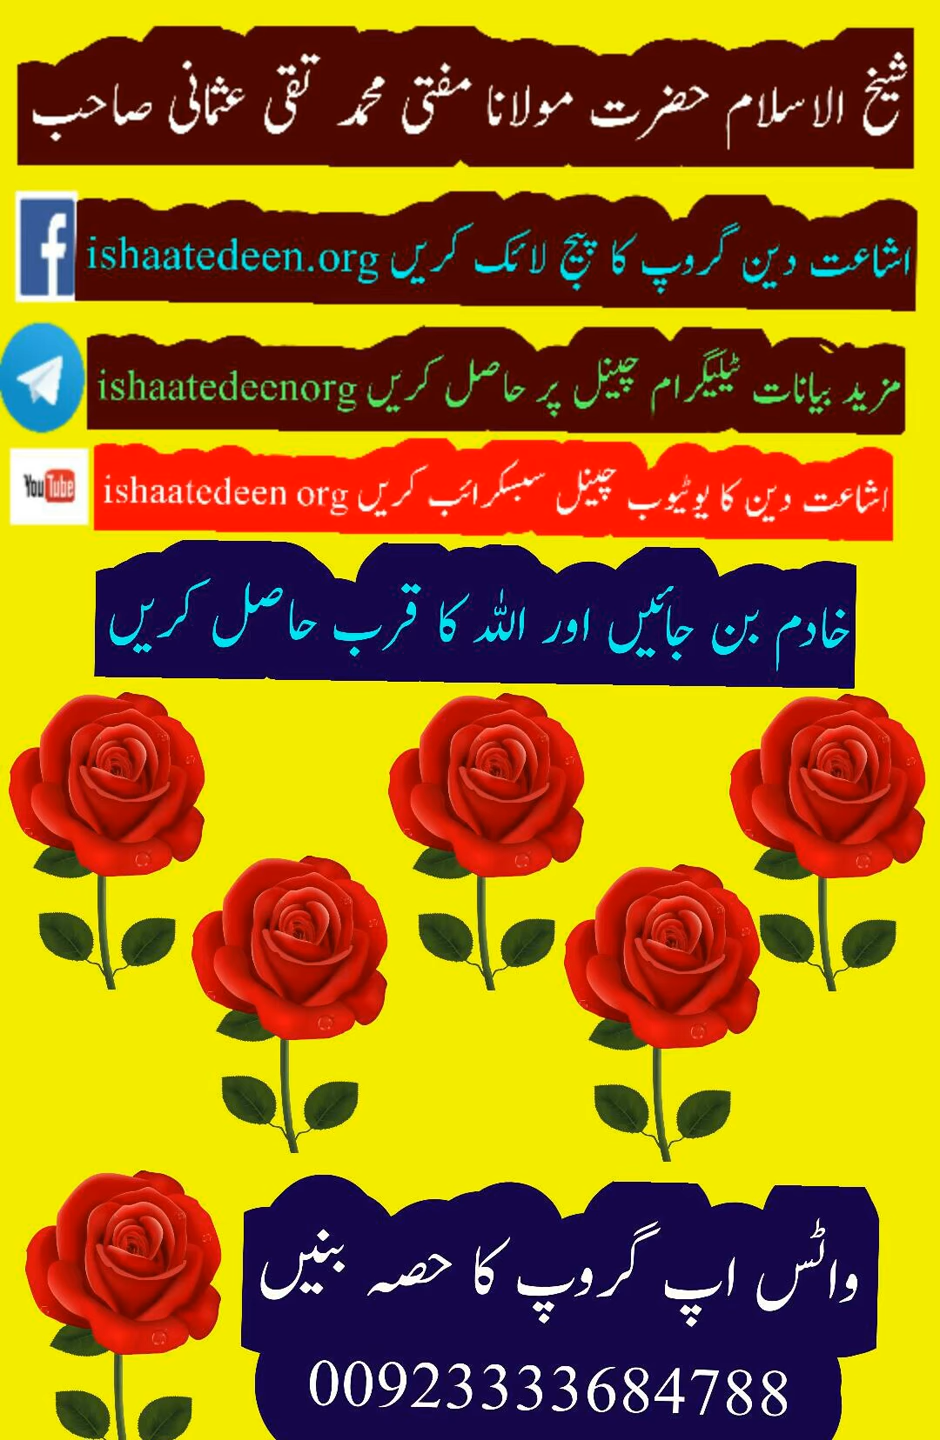 شیخ الاسلام حضرت مولانا مفتی محمد تقی عثمانی صاحب
f
اشاعت دین گروپ کا پیج لائک کریں ishaatedeen.org
مزید بیانات ٹیلیگرام چینل پر حاصل کریں ishaatedeenorg
YouTube
اشاعت دین کا یوٹیوب چینل سبسکرائب کریں ishaatedeen org
خادم بن جائیں اور اللہ کا قرب حاصل کریں
واٹس اپ گروپ کا حصہ بنیں
00923333684788